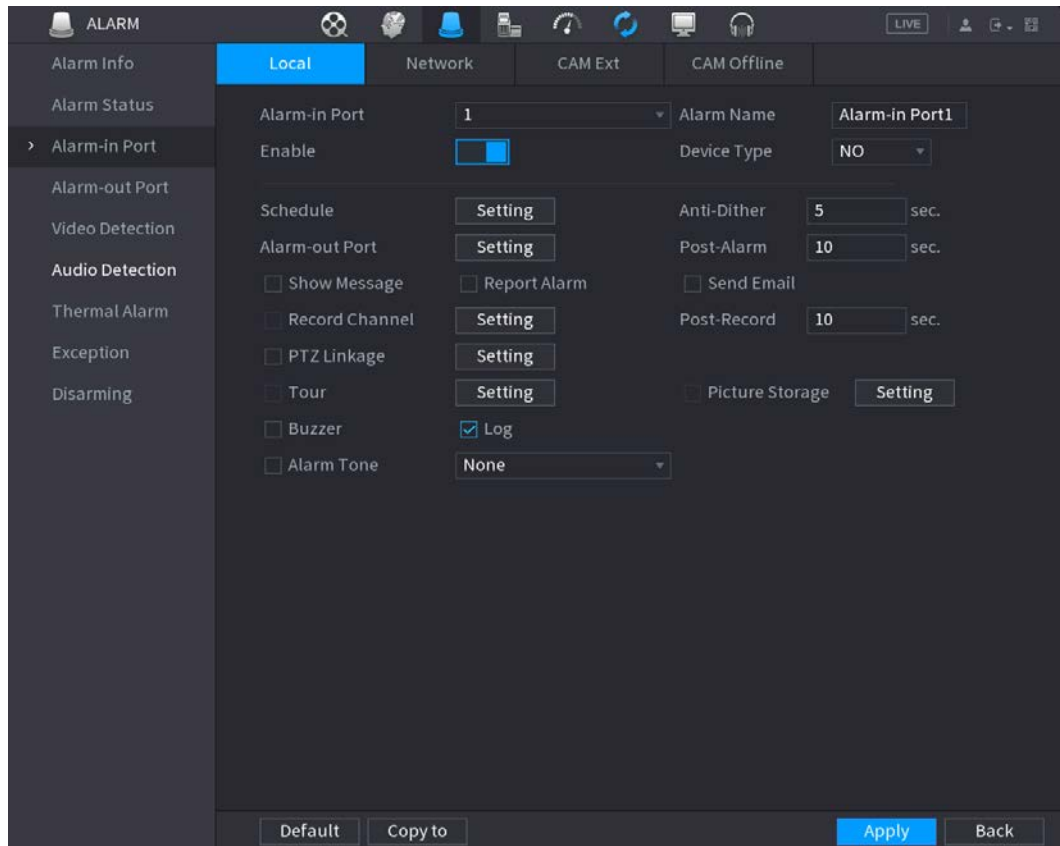 ALARM LIVE
Alarm Info
Alarm Status
Alarm-in Port
Alarm-out Port
Video Detection
Audio Detection
Thermal Alarm
Exception
Disarming
Local Network CAM Ext CAM Offline
Alarm-in Port 1 Alarm Name Alarm-in Port1
Enable Device Type NO
Schedule Setting Anti-Dither 5 sec.
Alarm-out Port Setting Post-Alarm 10 sec.
Show Message Report Alarm Send Email
Record Channel Setting Post-Record 10 sec.
PTZ Linkage Setting
Tour Setting Picture Storage Setting
Buzzer Log
Alarm Tone None
Default Copy to Apply Back